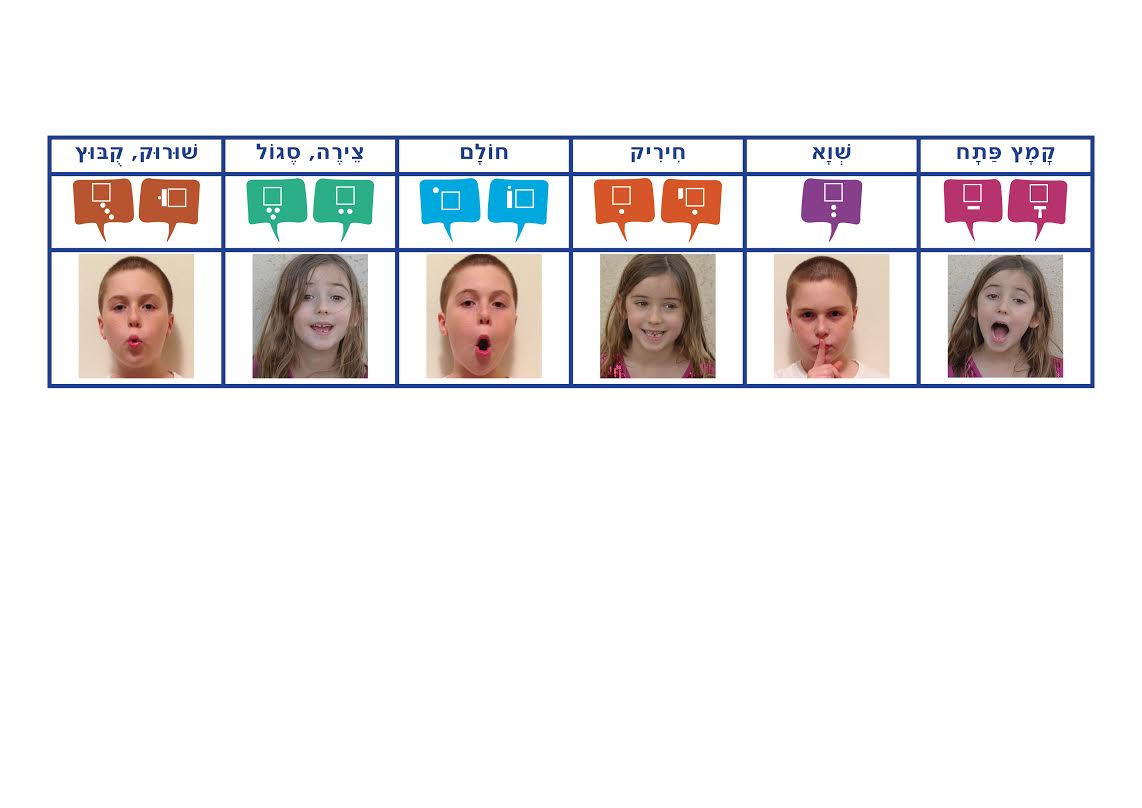 קָמָץ פַּתָח
שְׁוָא
חִירִיק
חוֹלָם
צֵירֶה, סֶגוֹל
שׁוּרוּק, קֻבּוּץ